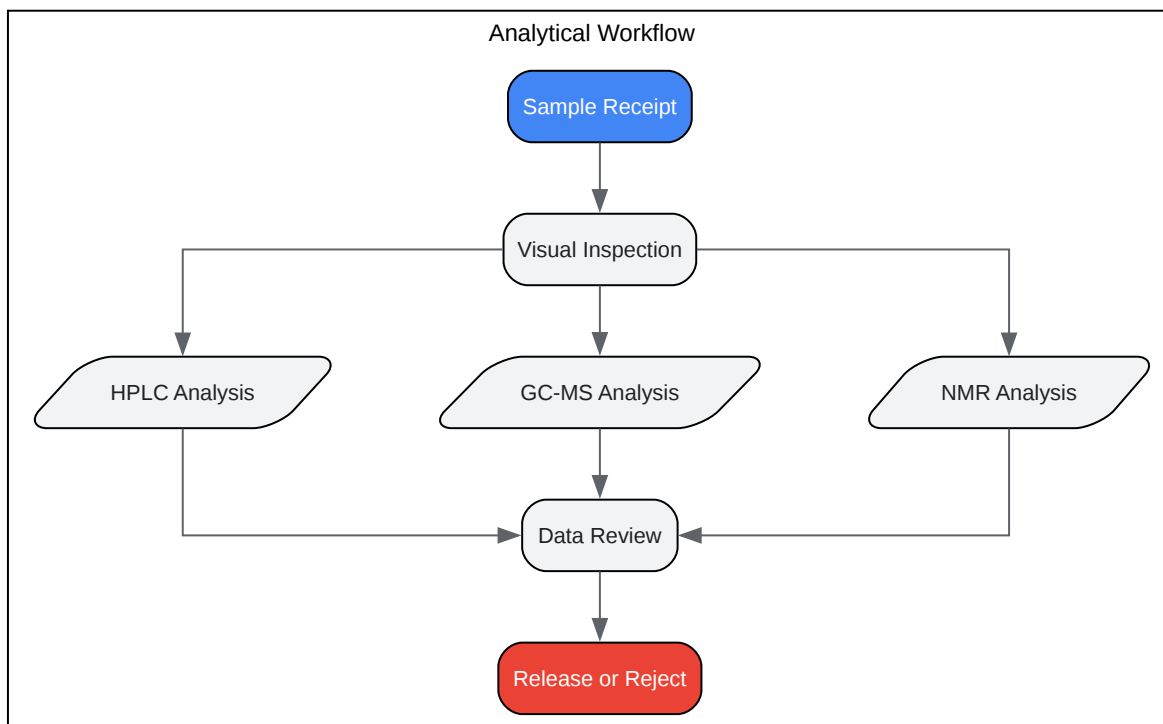 Analytical Workflow
Sample Receipt
Visual Inspection
HPLC Analysis
GC-MS Analysis
NMR Analysis
Data Review
Release or Reject